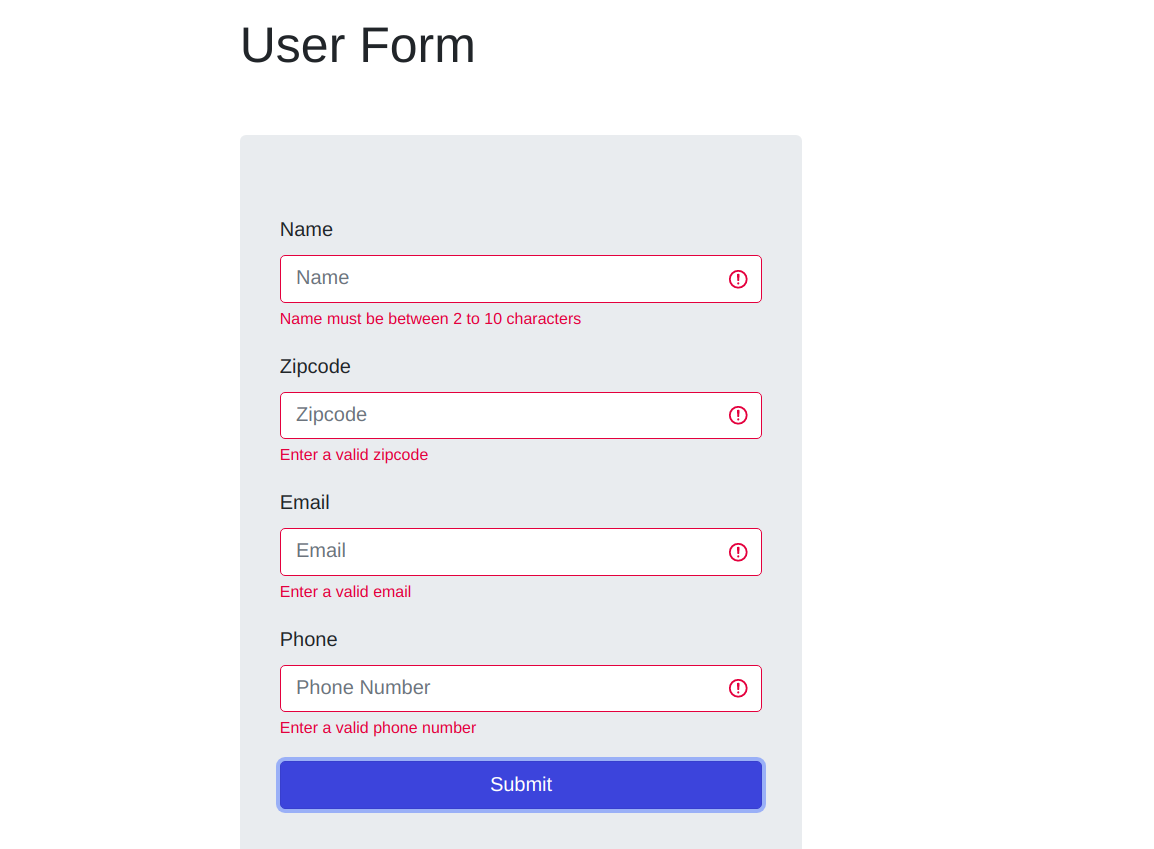 User Form
Name
Name
Name must be between 2 to 10 characters
Zipcode
Zipcode
Enter a valid zipcode
Email
Email
Enter a valid email
Phone
Phone Number
Enter a valid phone number
Submit